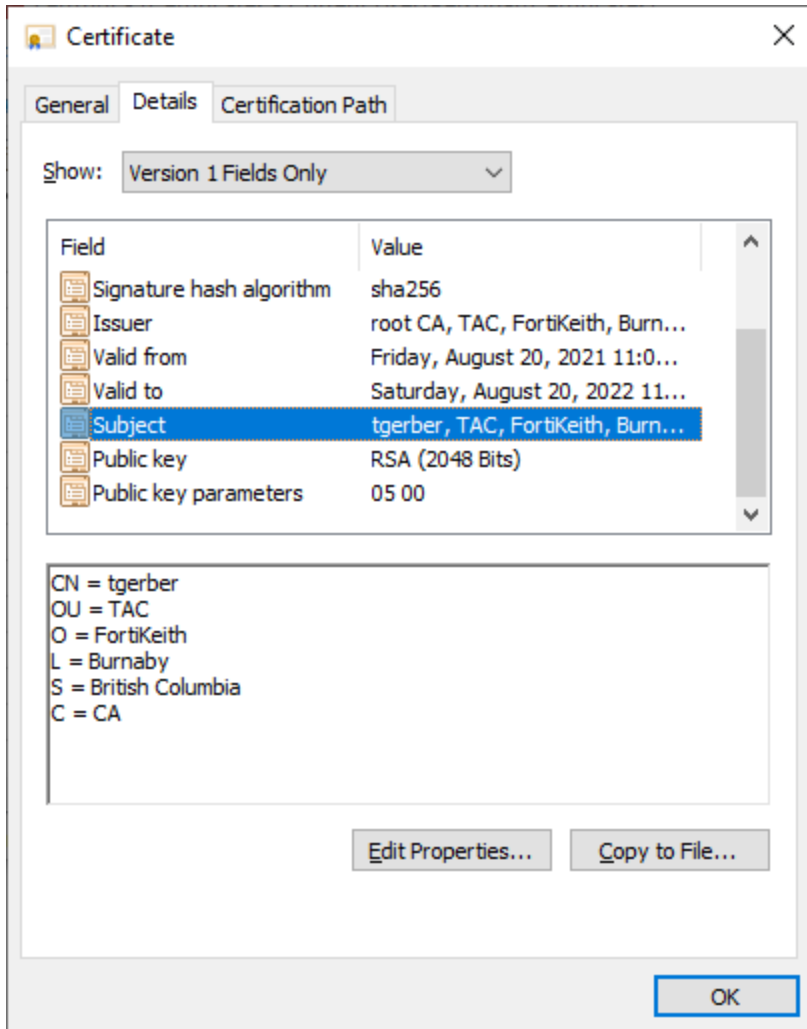 Certificate
General Details Certification Path
Show: Version 1 Fields Only
Field Value
Signature hash algorithm sha256
Issuer root CA, TAC, FortiKeith, Burn...
Valid from Friday, August 20, 2021 11:0...
Valid to Saturday, August 20, 2022 11...
Subject tgerber, TAC, FortiKeith, Burn...
Public key RSA (2048 Bits)
Public key parameters 05 00
CN = tgerber
OU = TAC
O = FortiKeith
L = Burnaby
S = British Columbia
C = CA
Edit Properties... Copy to File...
OK